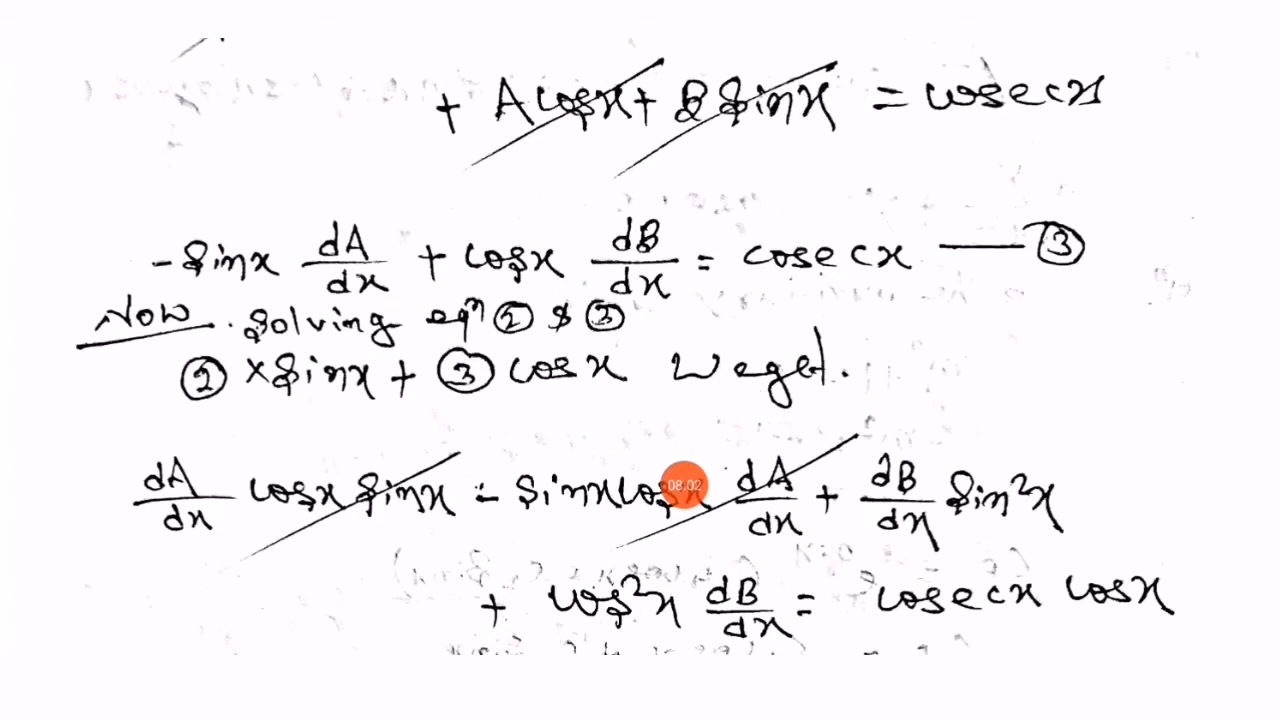 + A cosx + B sinx = cosecx
- sinx dA/dx + cosx dB/dx = cosecx —— ③
Now . solving eqn ② & ③
② × sinx + ③ cosx we get.
dA/dx cosx sinx - sinx cosx dA/dx + dB/dx sin²x
08:02
+ cos²x dB/dx = cosecx cosx